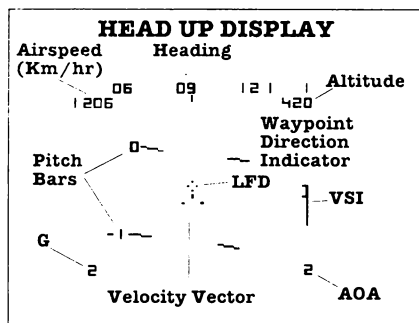 HEAD UP DISPLAY
Airspeed Heading
(Km/hr)
06 09 12
1206 420
Altitude
Waypoint
Direction
Indicator
0
Pitch
Bars
LFD
VSI
-1
G
2 2
Velocity Vector AOA